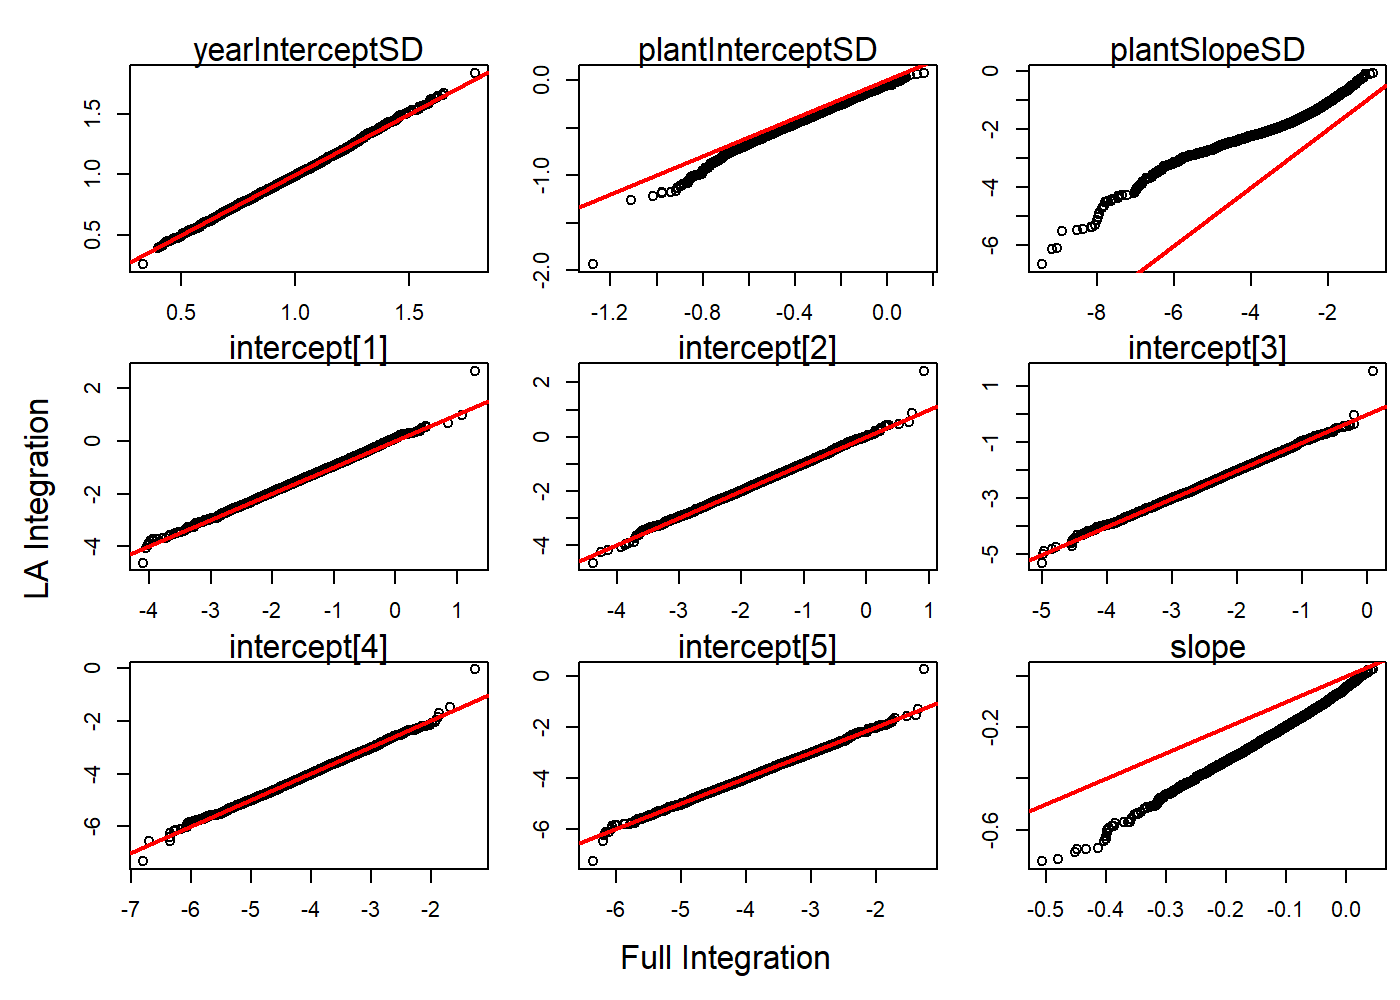 yearInterceptSD plantInterceptSD plantSlopeSD
0.5 1.0 1.5
-2.0 -1.0 0.0
-6 -4 -2 0
0.5 1.0 1.5
-1.2 -0.8 -0.4 0.0
-8 -6 -4 -2
intercept[1] intercept[2] intercept[3]
-4 -2 0 2
-4 -2 0 2
-5 -3 -1 1
-4 -3 -2 -1 0 1
-4 -3 -2 -1 0 1
-5 -4 -3 -2 -1 0
intercept[4] intercept[5] slope
-6 -4 -2 0
-6 -4 -2 0
-0.6 -0.2
-7 -6 -5 -4 -3 -2
-6 -5 -4 -3 -2
-0.5 -0.4 -0.3 -0.2 -0.1 0.0
LA Integration
Full Integration